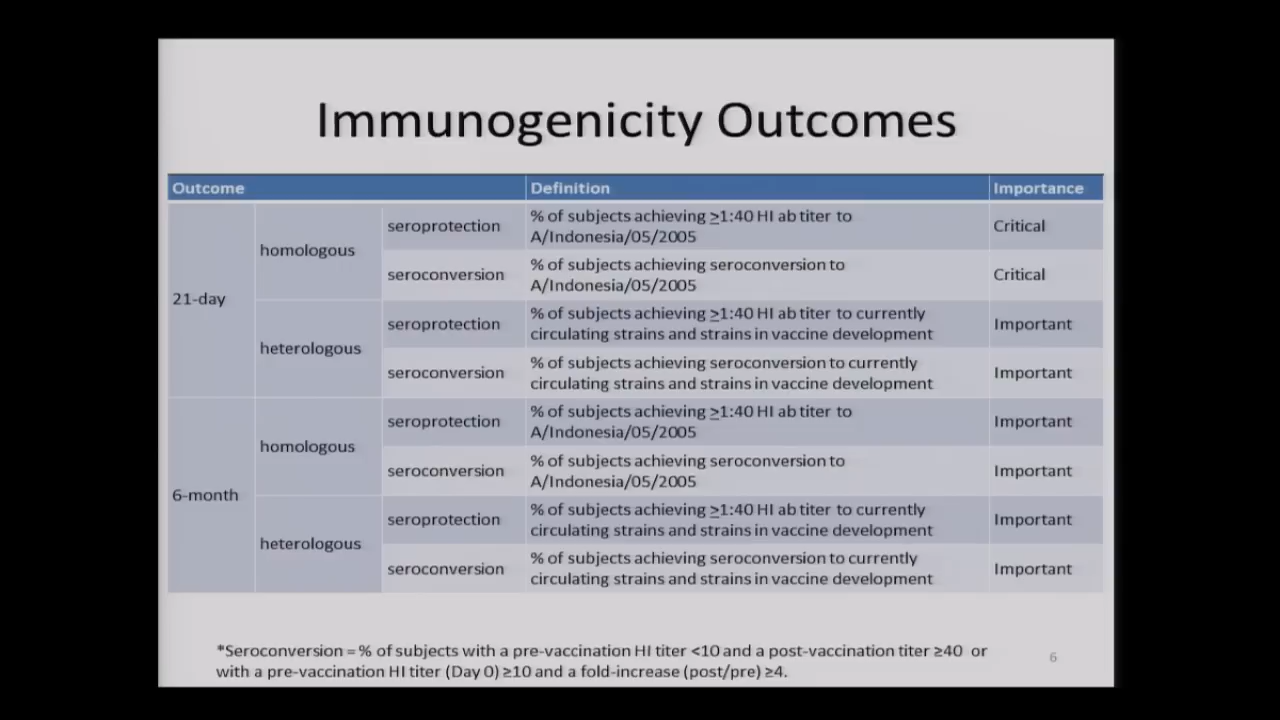 Immunogenicity Outcomes
Outcome Definition Importance
21-day
homologous
seroprotection
% of subjects achieving ≥1:40 HI ab titer to
A/Indonesia/05/2005
Critical
seroconversion
% of subjects achieving seroconversion to
A/Indonesia/05/2005
Critical
heterologous
seroprotection
% of subjects achieving ≥1:40 HI ab titer to currently
circulating strains and strains in vaccine development
Important
seroconversion
% of subjects achieving seroconversion to currently
circulating strains and strains in vaccine development
Important
6-month
homologous
seroprotection
% of subjects achieving ≥1:40 HI ab titer to
A/Indonesia/05/2005
Important
seroconversion
% of subjects achieving seroconversion to
A/Indonesia/05/2005
Important
heterologous
seroprotection
% of subjects achieving ≥1:40 HI ab titer to currently
circulating strains and strains in vaccine development
Important
seroconversion
% of subjects achieving seroconversion to currently
circulating strains and strains in vaccine development
Important
*Seroconversion = % of subjects with a pre-vaccination HI titer <10 and a post-vaccination titer ≥40 or
with a pre-vaccination HI titer (Day 0) ≥10 and a fold-increase (post/pre) ≥4.
6